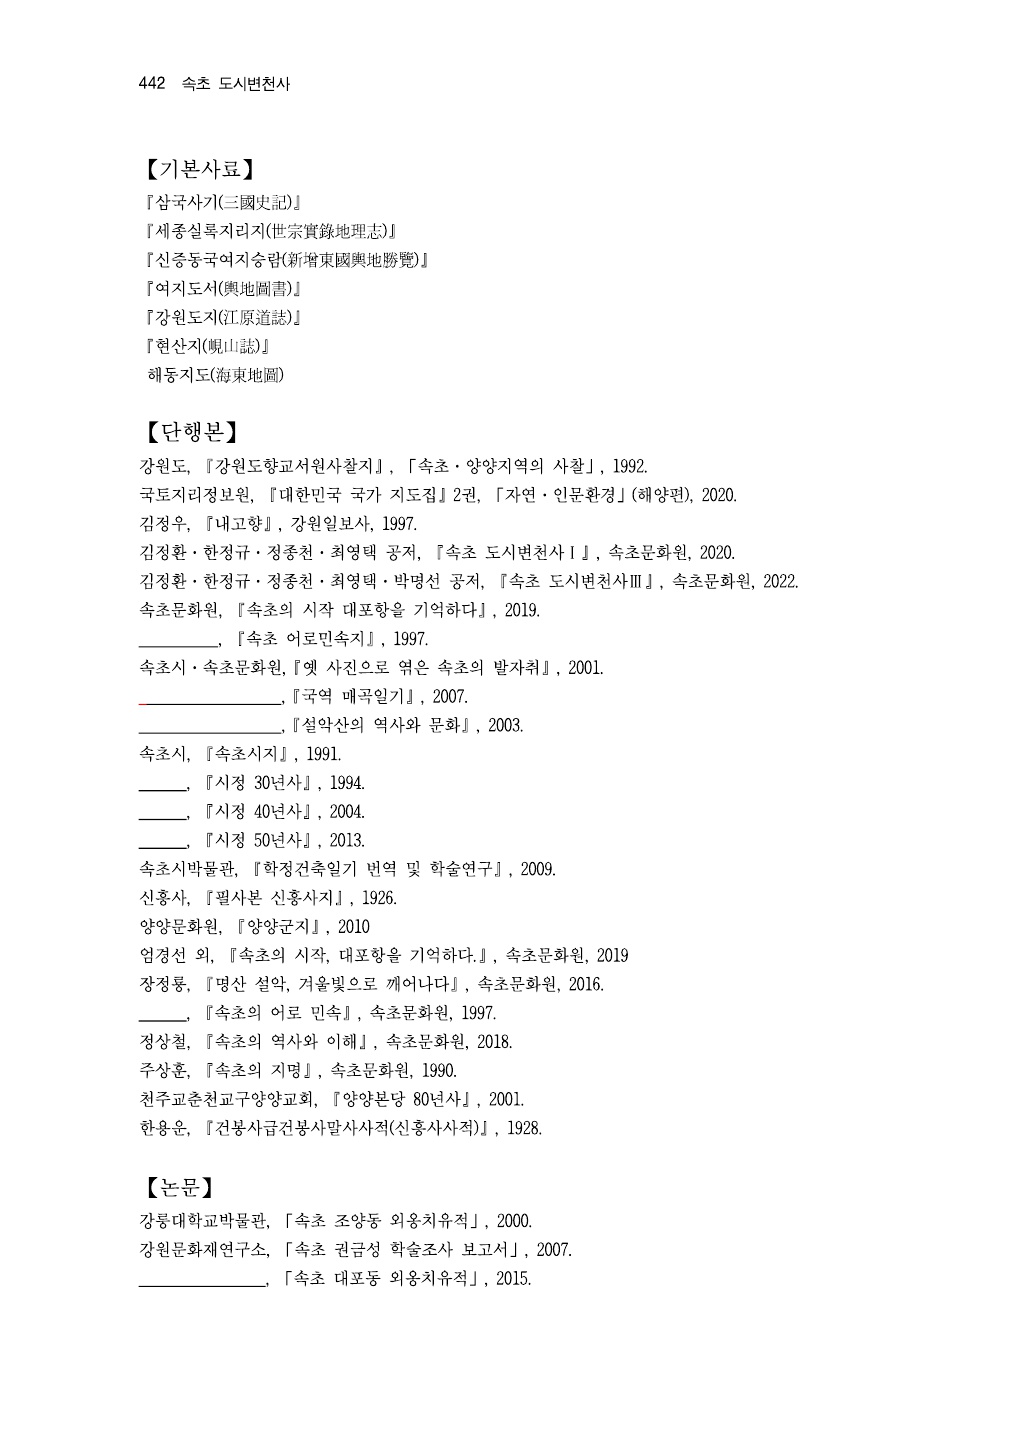 442 속초 도시변천사
【기본사료】
『삼국사기(三國史記)』
『세종실록지리지(世宗實錄地理志)』
『신증동국여지승람(新增東國輿地勝覽)』
『여지도서(輿地圖書)』
『강원도지(江原道誌)』
『현산지(峴山誌)』
해동지도(海東地圖)
【단행본】
강원도, 『강원도향교서원사찰지』, 「속초·양양지역의 사찰」, 1992.
국토지리정보원, 『대한민국 국가 지도집』2권, 「자연·인문환경」(해양편), 2020.
김정우, 『내고향』, 강원일보사, 1997.
김정환·한정규·정종천·최영택 공저, 『속초 도시변천사Ⅰ』, 속초문화원, 2020.
김정환·한정규·정종천·최영택·박명선 공저, 『속초 도시변천사Ⅲ』, 속초문화원, 2022.
속초문화원, 『속초의 시작 대포항을 기억하다』, 2019.
__________, 『속초 어로민속지』, 1997.
속초시·속초문화원,『옛 사진으로 엮은 속초의 발자취』, 2001.
__________________,『국역 매곡일기』, 2007.
__________________,『설악산의 역사와 문화』, 2003.
속초시, 『속초시지』, 1991.
______, 『시정 30년사』, 1994.
______, 『시정 40년사』, 2004.
______, 『시정 50년사』, 2013.
속초시박물관, 『학정건축일기 번역 및 학술연구』, 2009.
신흥사, 『필사본 신흥사지』, 1926.
양양문화원, 『양양군지』, 2010
엄경선 외, 『속초의 시작, 대포항을 기억하다.』, 속초문화원, 2019
장정룡, 『명산 설악, 겨울빛으로 깨어나다』, 속초문화원, 2016.
______, 『속초의 어로 민속』, 속초문화원, 1997.
정상철, 『속초의 역사와 이해』, 속초문화원, 2018.
주상훈, 『속초의 지명』, 속초문화원, 1990.
천주교춘천교구양양교회, 『양양본당 80년사』, 2001.
한용운, 『건봉사급건봉사말사사적(신흥사사적)』, 1928.
【논문】
강릉대학교박물관, 「속초 조양동 외옹치유적」, 2000.
강원문화재연구소, 「속초 권금성 학술조사 보고서」, 2007.
________________, 「속초 대포동 외옹치유적」, 2015.